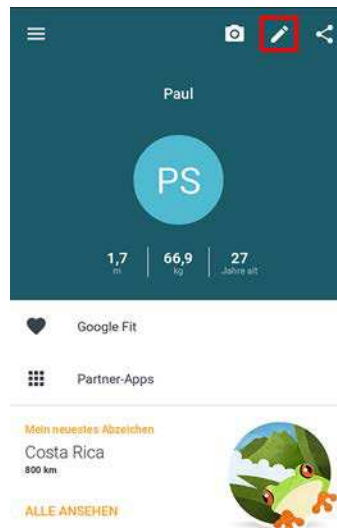 Paul
PS
1,7 66,9 27
m kg Jahre alt
Google Fit
Partner-Apps
Mein neuestes Abzeichen
Costa Rica
800 km
ALLE ANSEHEN